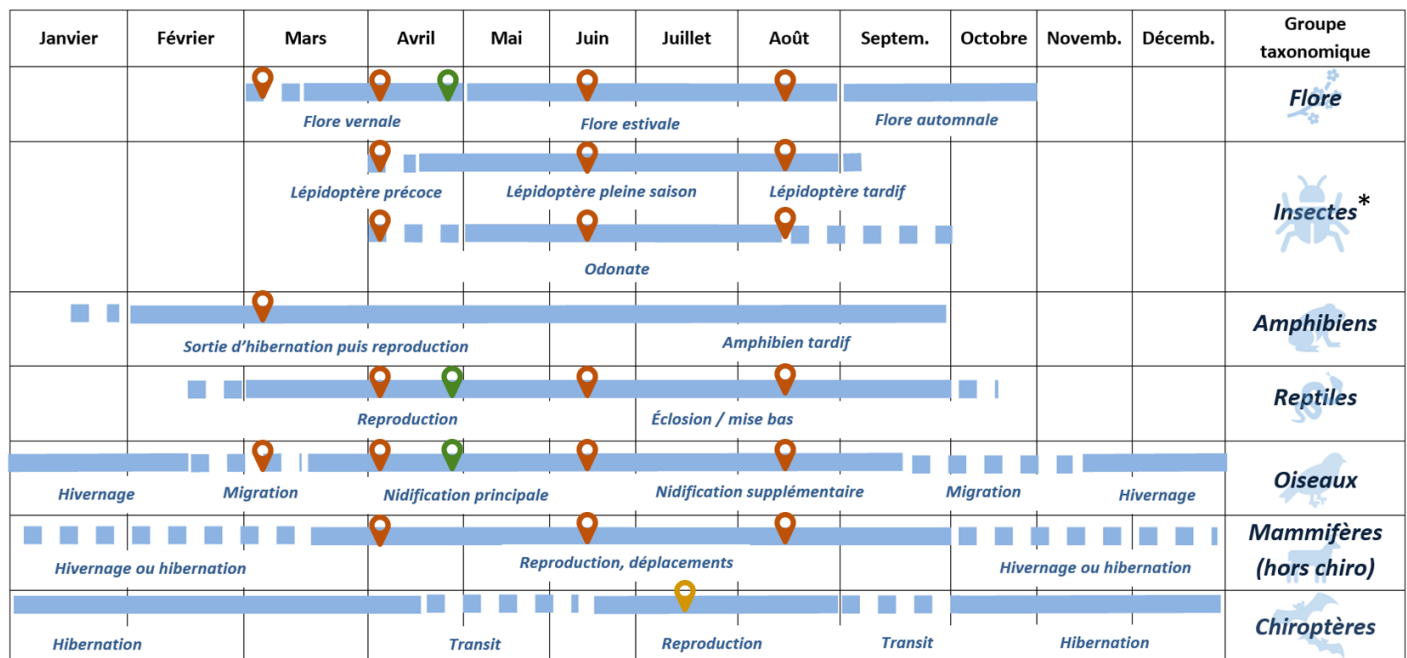 Janvier Février Mars Avril Mai Juin Juillet Août Septem. Octobre Novemb. Décemb. Groupe
taxonomique
Flore vernale Flore estivale Flore automnale Flore
Lépidoptère précoce Lépidoptère pleine saison Lépidoptère tardif
Insectes*
Odonate
Sortie d’hibernation puis reproduction Amphibien tardif Amphibiens
Reproduction Éclosion / mise bas Reptiles
Hivernage Migration Nidification principale Nidification supplémentaire Migration Hivernage Oiseaux
Hivernage ou hibernation Reproduction, déplacements Hivernage ou hibernation Mammifères
(hors chiro)
Hibernation Transit Reproduction Transit Hibernation Chiroptères